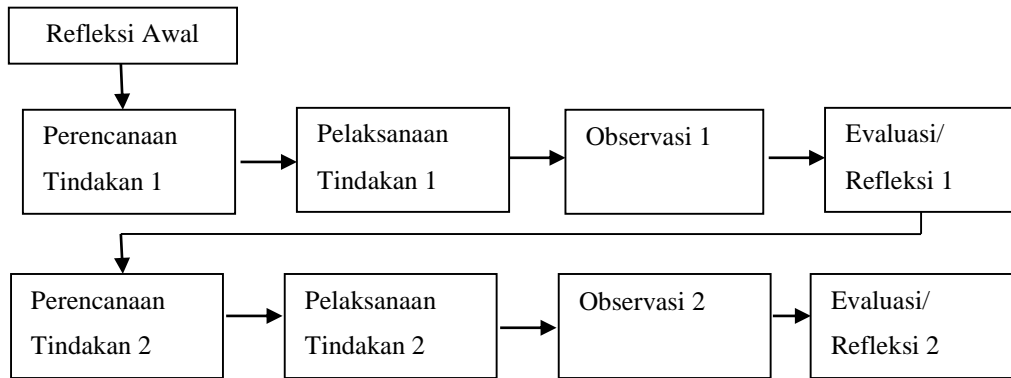 Refleksi Awal
Perencanaan
Tindakan 1
Pelaksanaan
Tindakan 1
Observasi 1
Evaluasi/
Refleksi 1
Perencanaan
Tindakan 2
Pelaksanaan
Tindakan 2
Observasi 2
Evaluasi/
Refleksi 2